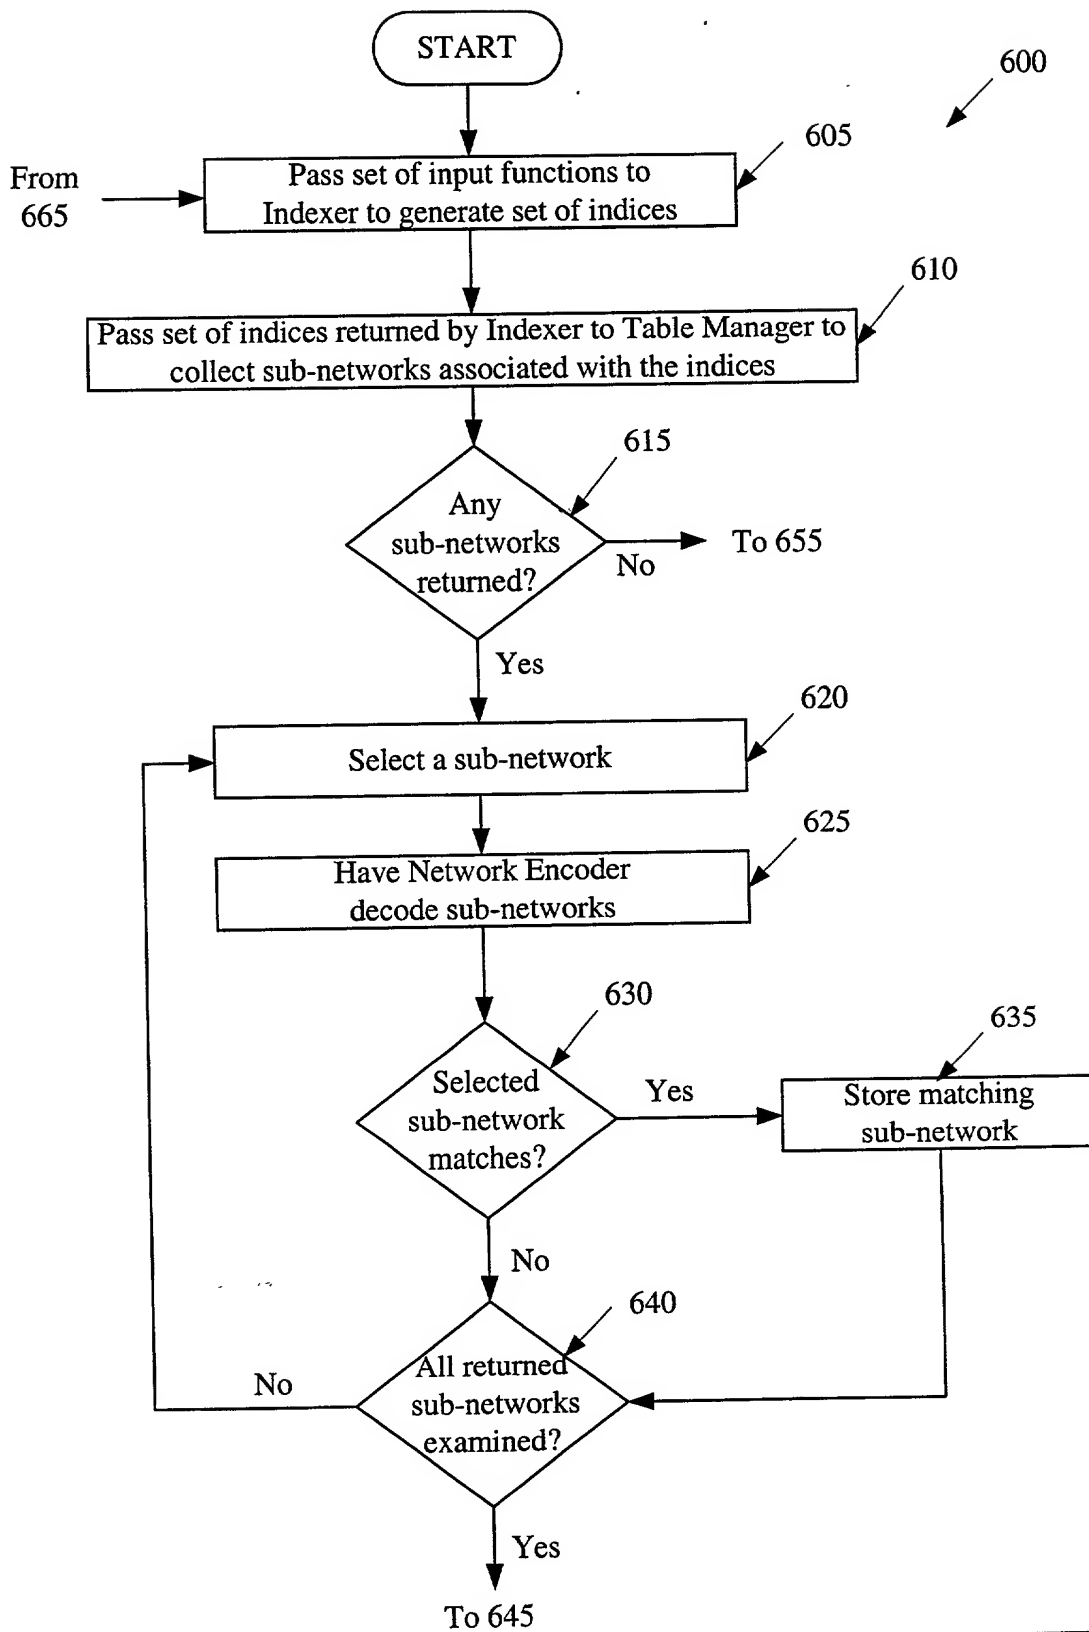 START
600
605
From
665
Pass set of input functions to
Indexer to generate set of indices
610
Pass set of indices returned by Indexer to Table Manager to
collect sub-networks associated with the indices
615
Any
sub-networks
returned?
No
To 655
Yes
620
Select a sub-network
625
Have Network Encoder
decode sub-networks
630
Selected
sub-network
matches?
Yes
635
Store matching
sub-network
No
640
All returned
sub-networks
examined?
No
Yes
To 645